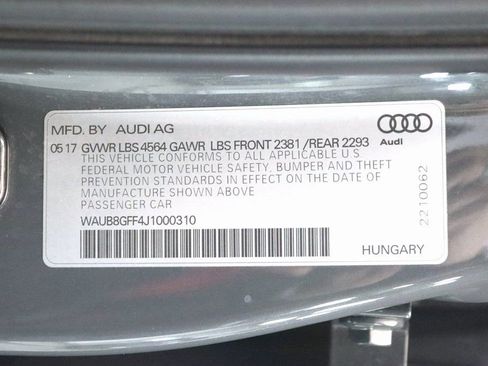 MFD. BY AUDI AG
05 17 GVWR LBS 4564 GAWR LBS FRONT 2381 / REAR 2293
THIS VEHICLE CONFORMS TO ALL APPLICABLE U.S.
FEDERAL MOTOR VEHICLE SAFETY, BUMPER AND THEFT
PREVENTION STANDARDS IN EFFECT ON THE DATE OF
MANUFACTURE SHOWN ABOVE
PASSENGER CAR
WAUB8GFF4J1000310
Audi
2210062
HUNGARY